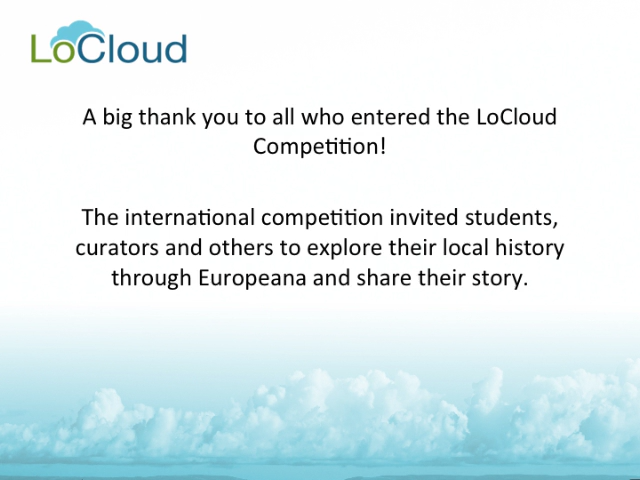 LoCloud
A big thank you to all who entered the LoCloud
Competition!
The international competition invited students,
curators and others to explore their local history
through Europeana and share their story.